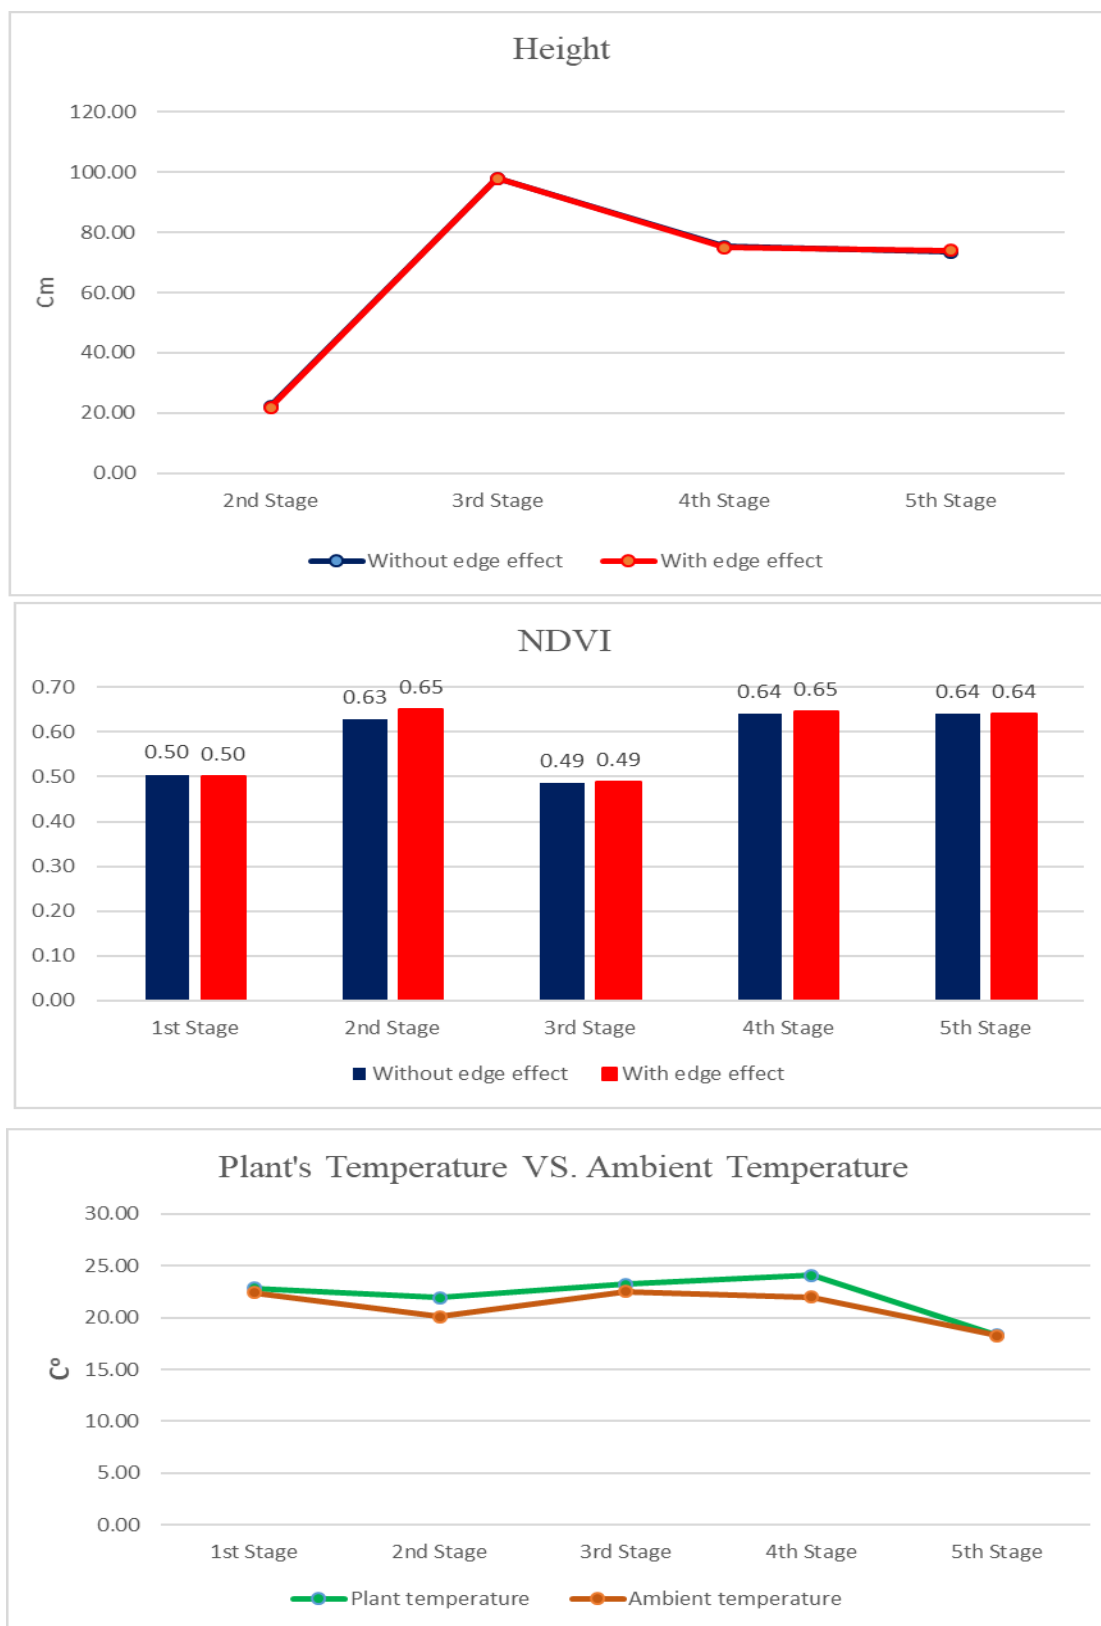 Height
120.00
100.00
80.00
60.00
40.00
20.00
0.00
Cm
2nd Stage 3rd Stage 4th Stage 5th Stage
Without edge effect With edge effect
NDVI
0.70
0.60
0.50
0.40
0.30
0.20
0.10
0.00
0.50 0.50 0.63 0.65 0.49 0.49 0.64 0.65 0.64 0.64
1st Stage 2nd Stage 3rd Stage 4th Stage 5th Stage
Without edge effect With edge effect
Plant's Temperature VS. Ambient Temperature
30.00
25.00
20.00
15.00
10.00
5.00
0.00
Cº
1st Stage 2nd Stage 3rd Stage 4th Stage 5th Stage
Plant temperature Ambient temperature